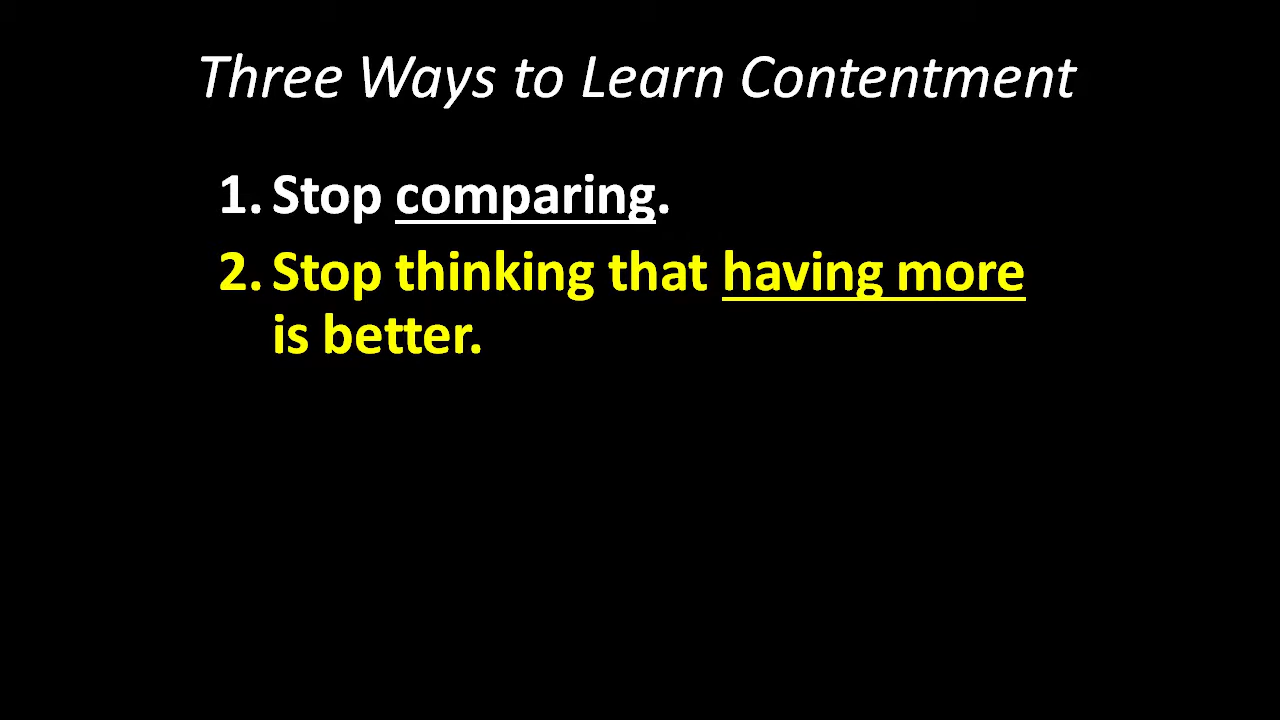 Three Ways to Learn Contentment
1. Stop comparing.
2. Stop thinking that having more
is better.